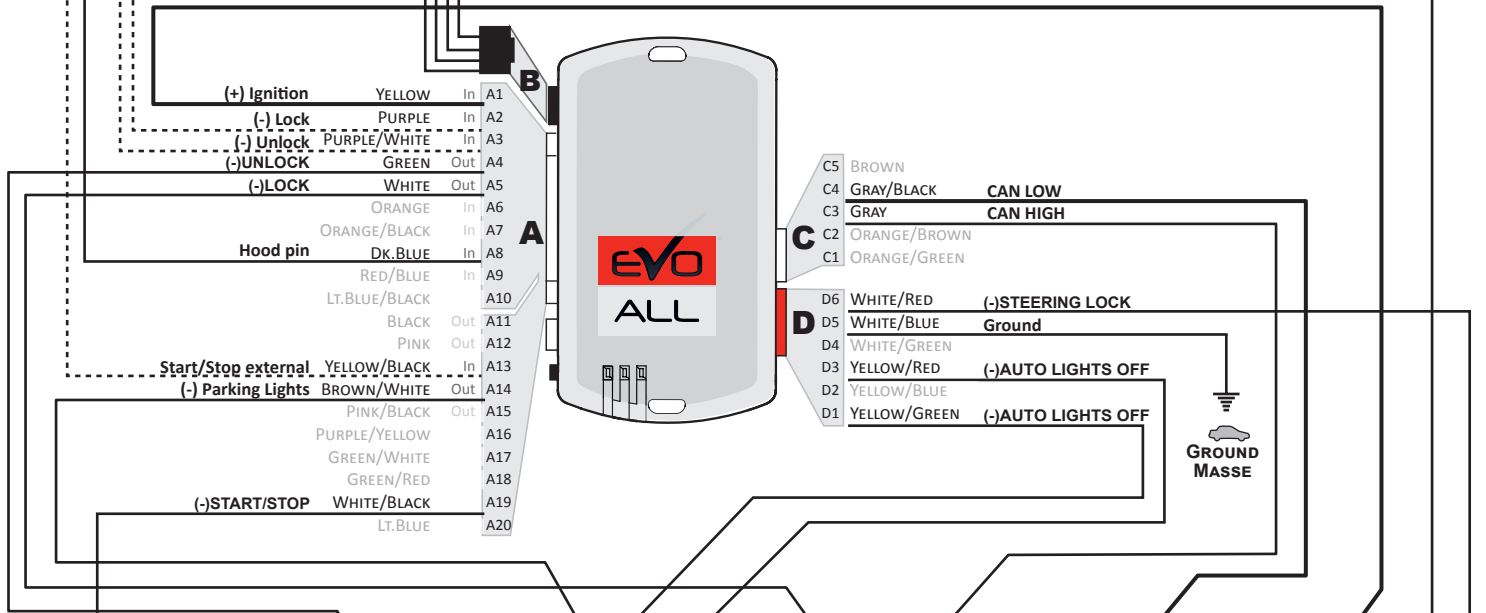 B
(+) Ignition YELLOW In A1
(-) Lock PURPLE In A2
(-) Unlock PURPLE/WHITE In A3
(-)UNLOCK GREEN Out A4
(-)LOCK WHITE Out A5
ORANGE In A6
ORANGE/BLACK In A7
Hood pin DK.BLUE In A8
RED/BLUE In A9
LT.BLUE/BLACK A10
BLACK Out A11
PINK Out A12
Start/Stop external YELLOW/BLACK In A13
(-) Parking Lights BROWN/WHITE Out A14
PINK/BLACK Out A15
PURPLE/YELLOW A16
GREEN/WHITE A17
GREEN/RED A18
(-)START/STOP WHITE/BLACK A19
LT.BLUE A20
A
EVO
ALL
C
C5 BROWN
C4 GRAY/BLACK CAN LOW
C3 GRAY CAN HIGH
C2 ORANGE/BROWN
C1 ORANGE/GREEN
D
D6 WHITE/RED (-)STEERING LOCK
D5 WHITE/BLUE Ground
D4 WHITE/GREEN
D3 YELLOW/RED (-)AUTO LIGHTS OFF
D2 YELLOW/BLUE
D1 YELLOW/GREEN (-)AUTO LIGHTS OFF
GROUND
MASSE